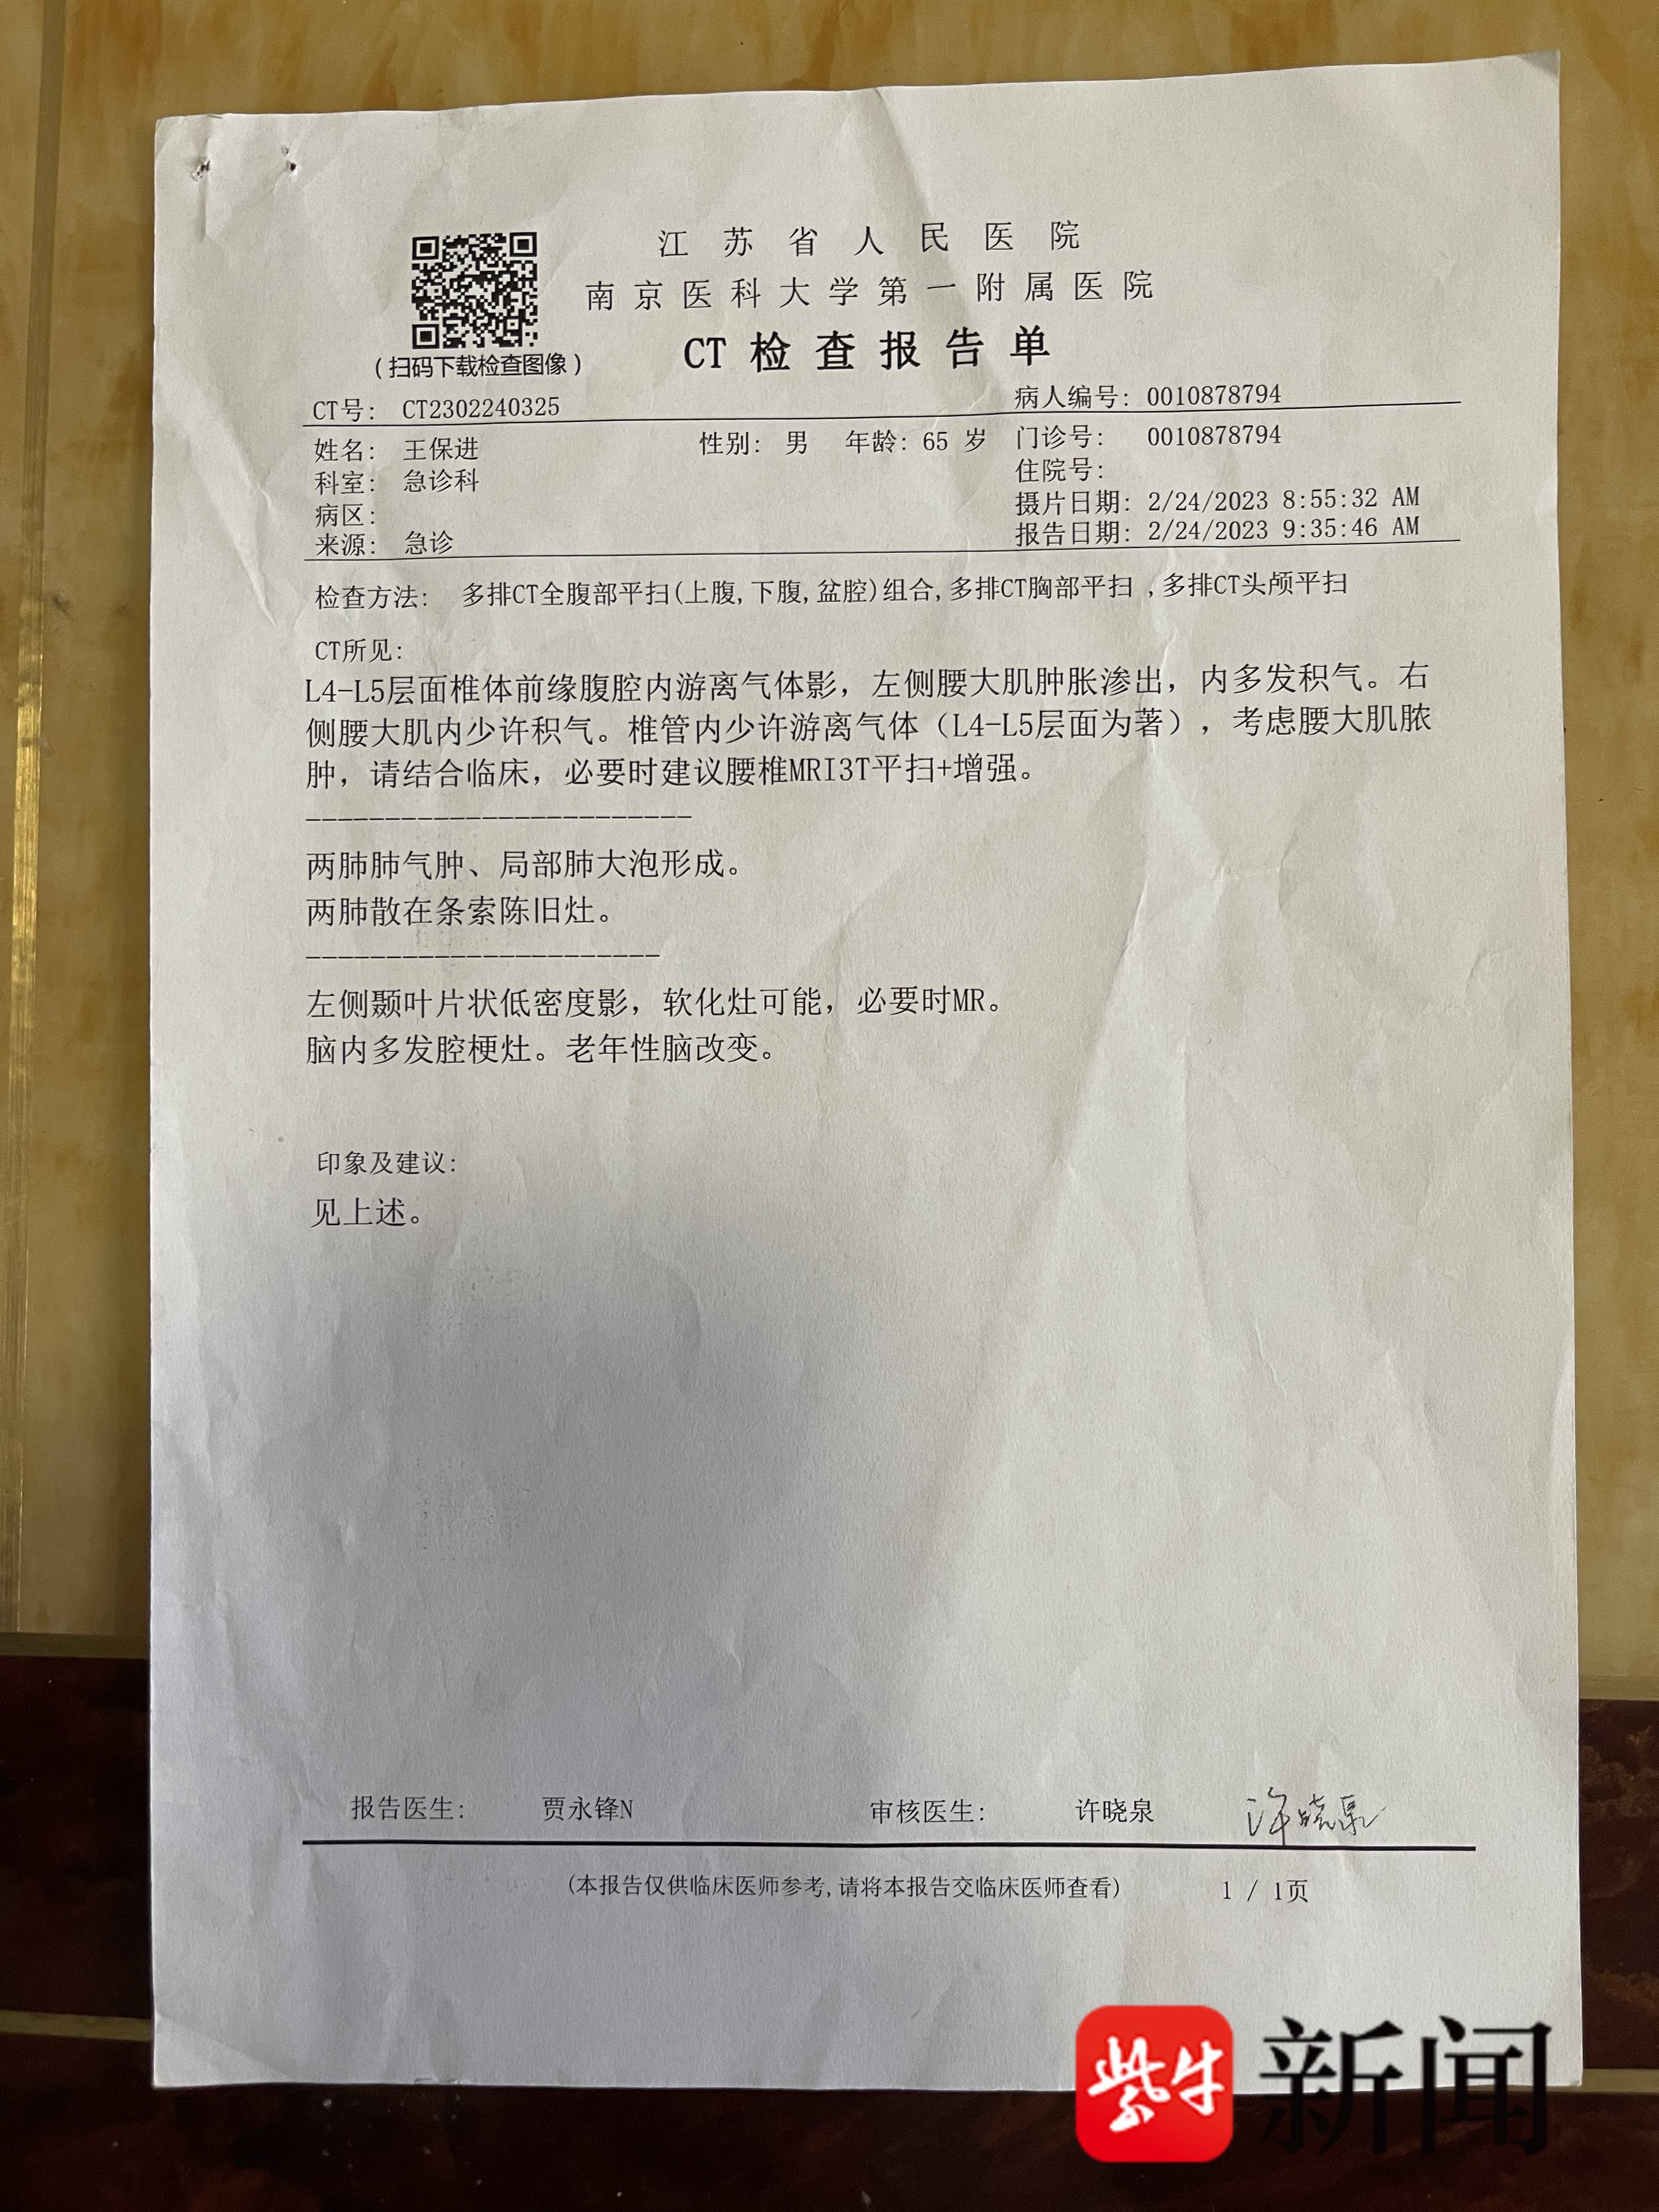 江苏省人民医院
南京医科大学第一附属医院
CT检查报告单
(扫码下载检查图像)
CT号: CT2302240325 病人编号: 0010878794
姓名: 王保进 性别: 男 年龄: 65 岁 门诊号: 0010878794
科室: 急诊科 住院号:
病区: 摄片日期: 2/24/2023 8:55:32 AM
来源: 急诊 报告日期: 2/24/2023 9:35:46 AM
检查方法: 多排CT全腹部平扫(上腹,下腹,盆腔)组合,多排CT胸部平扫 ,多排CT头颅平扫
CT所见:
L4-L5层面椎体前缘腹腔内游离气体影，左侧腰大肌肿胀渗出，内多发积气。右
侧腰大肌内少许积气。椎管内少许游离气体（L4-L5层面为著），考虑腰大肌脓
肿，请结合临床，必要时建议腰椎MRI3T平扫+增强。
------------------------
两肺肺气肿、局部肺大泡形成。
两肺散在条索陈旧灶。
----------------------
左侧颞叶片状低密度影，软化灶可能，必要时MR。
脑内多发腔梗灶。老年性脑改变。
印象及建议:
见上述。
报告医生: 贾永锋N 审核医生: 许晓泉 许晓泉
(本报告仅供临床医师参考,请将本报告交临床医师查看) 1 / 1页
紫牛 新闻